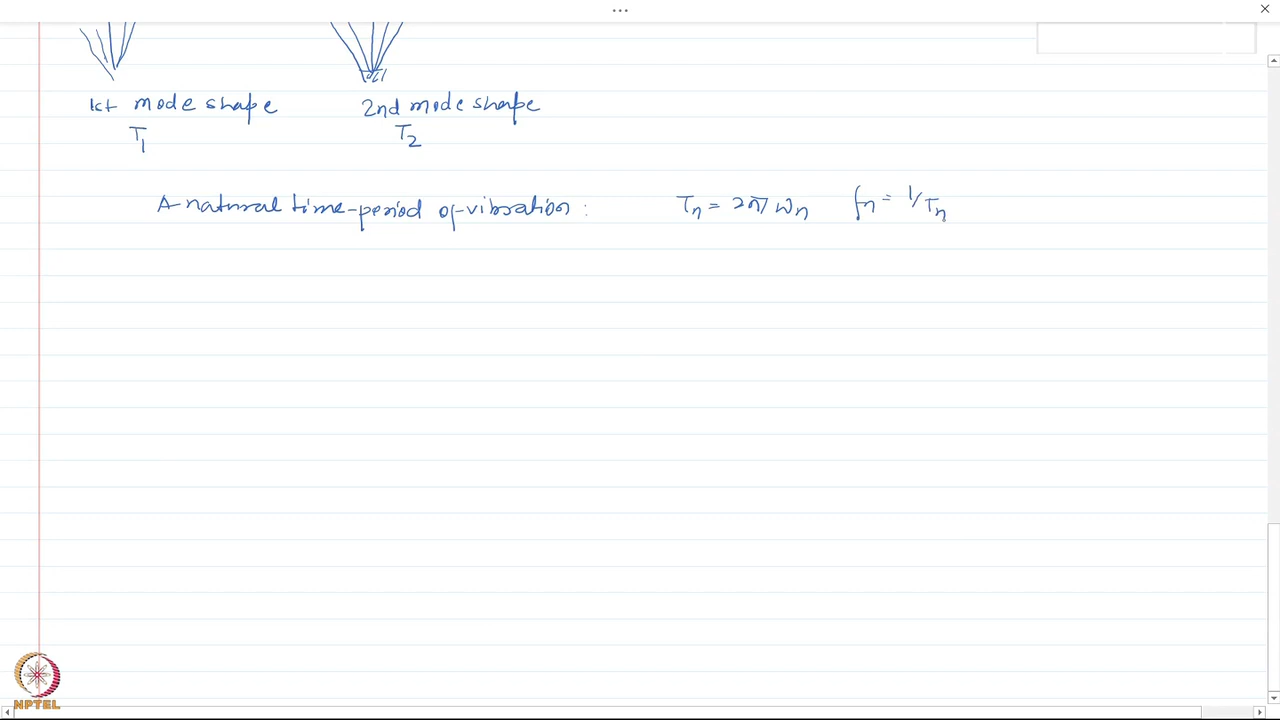 1st mode shape 2nd mode shape
T1 T2
A natural time-period of vibration : Tn = 2π ωn fn = 1/Tn
NPTEL